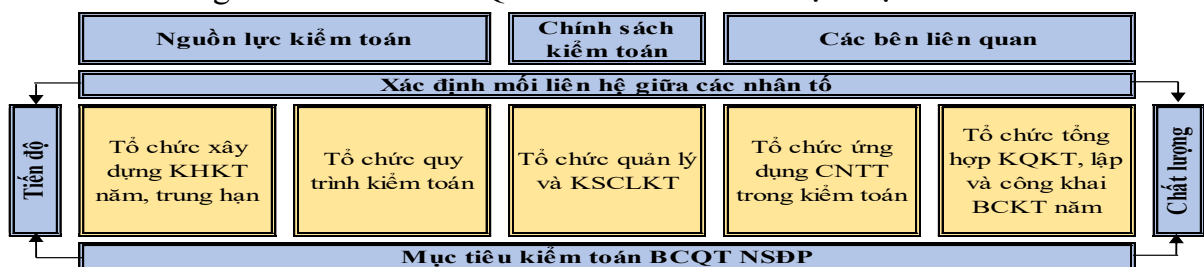 Nguồn lực kiểm toán
Chính sách
kiểm toán
Các bên liên quan
Xác định mối liên hệ giữa các nhân tố
Tiến độ
Tổ chức xây
dựng KHKT
năm, trung hạn
Tổ chức quy
trình kiểm toán
Tổ chức quản lý
và KSCLKT
Tổ chức ứng
dụng CNTT
trong kiểm toán
Tổ chức tổng
hợp KQKT, lập
và công khai
BCKT năm
Chất lượng
Mục tiêu kiểm toán BCQT NSĐP